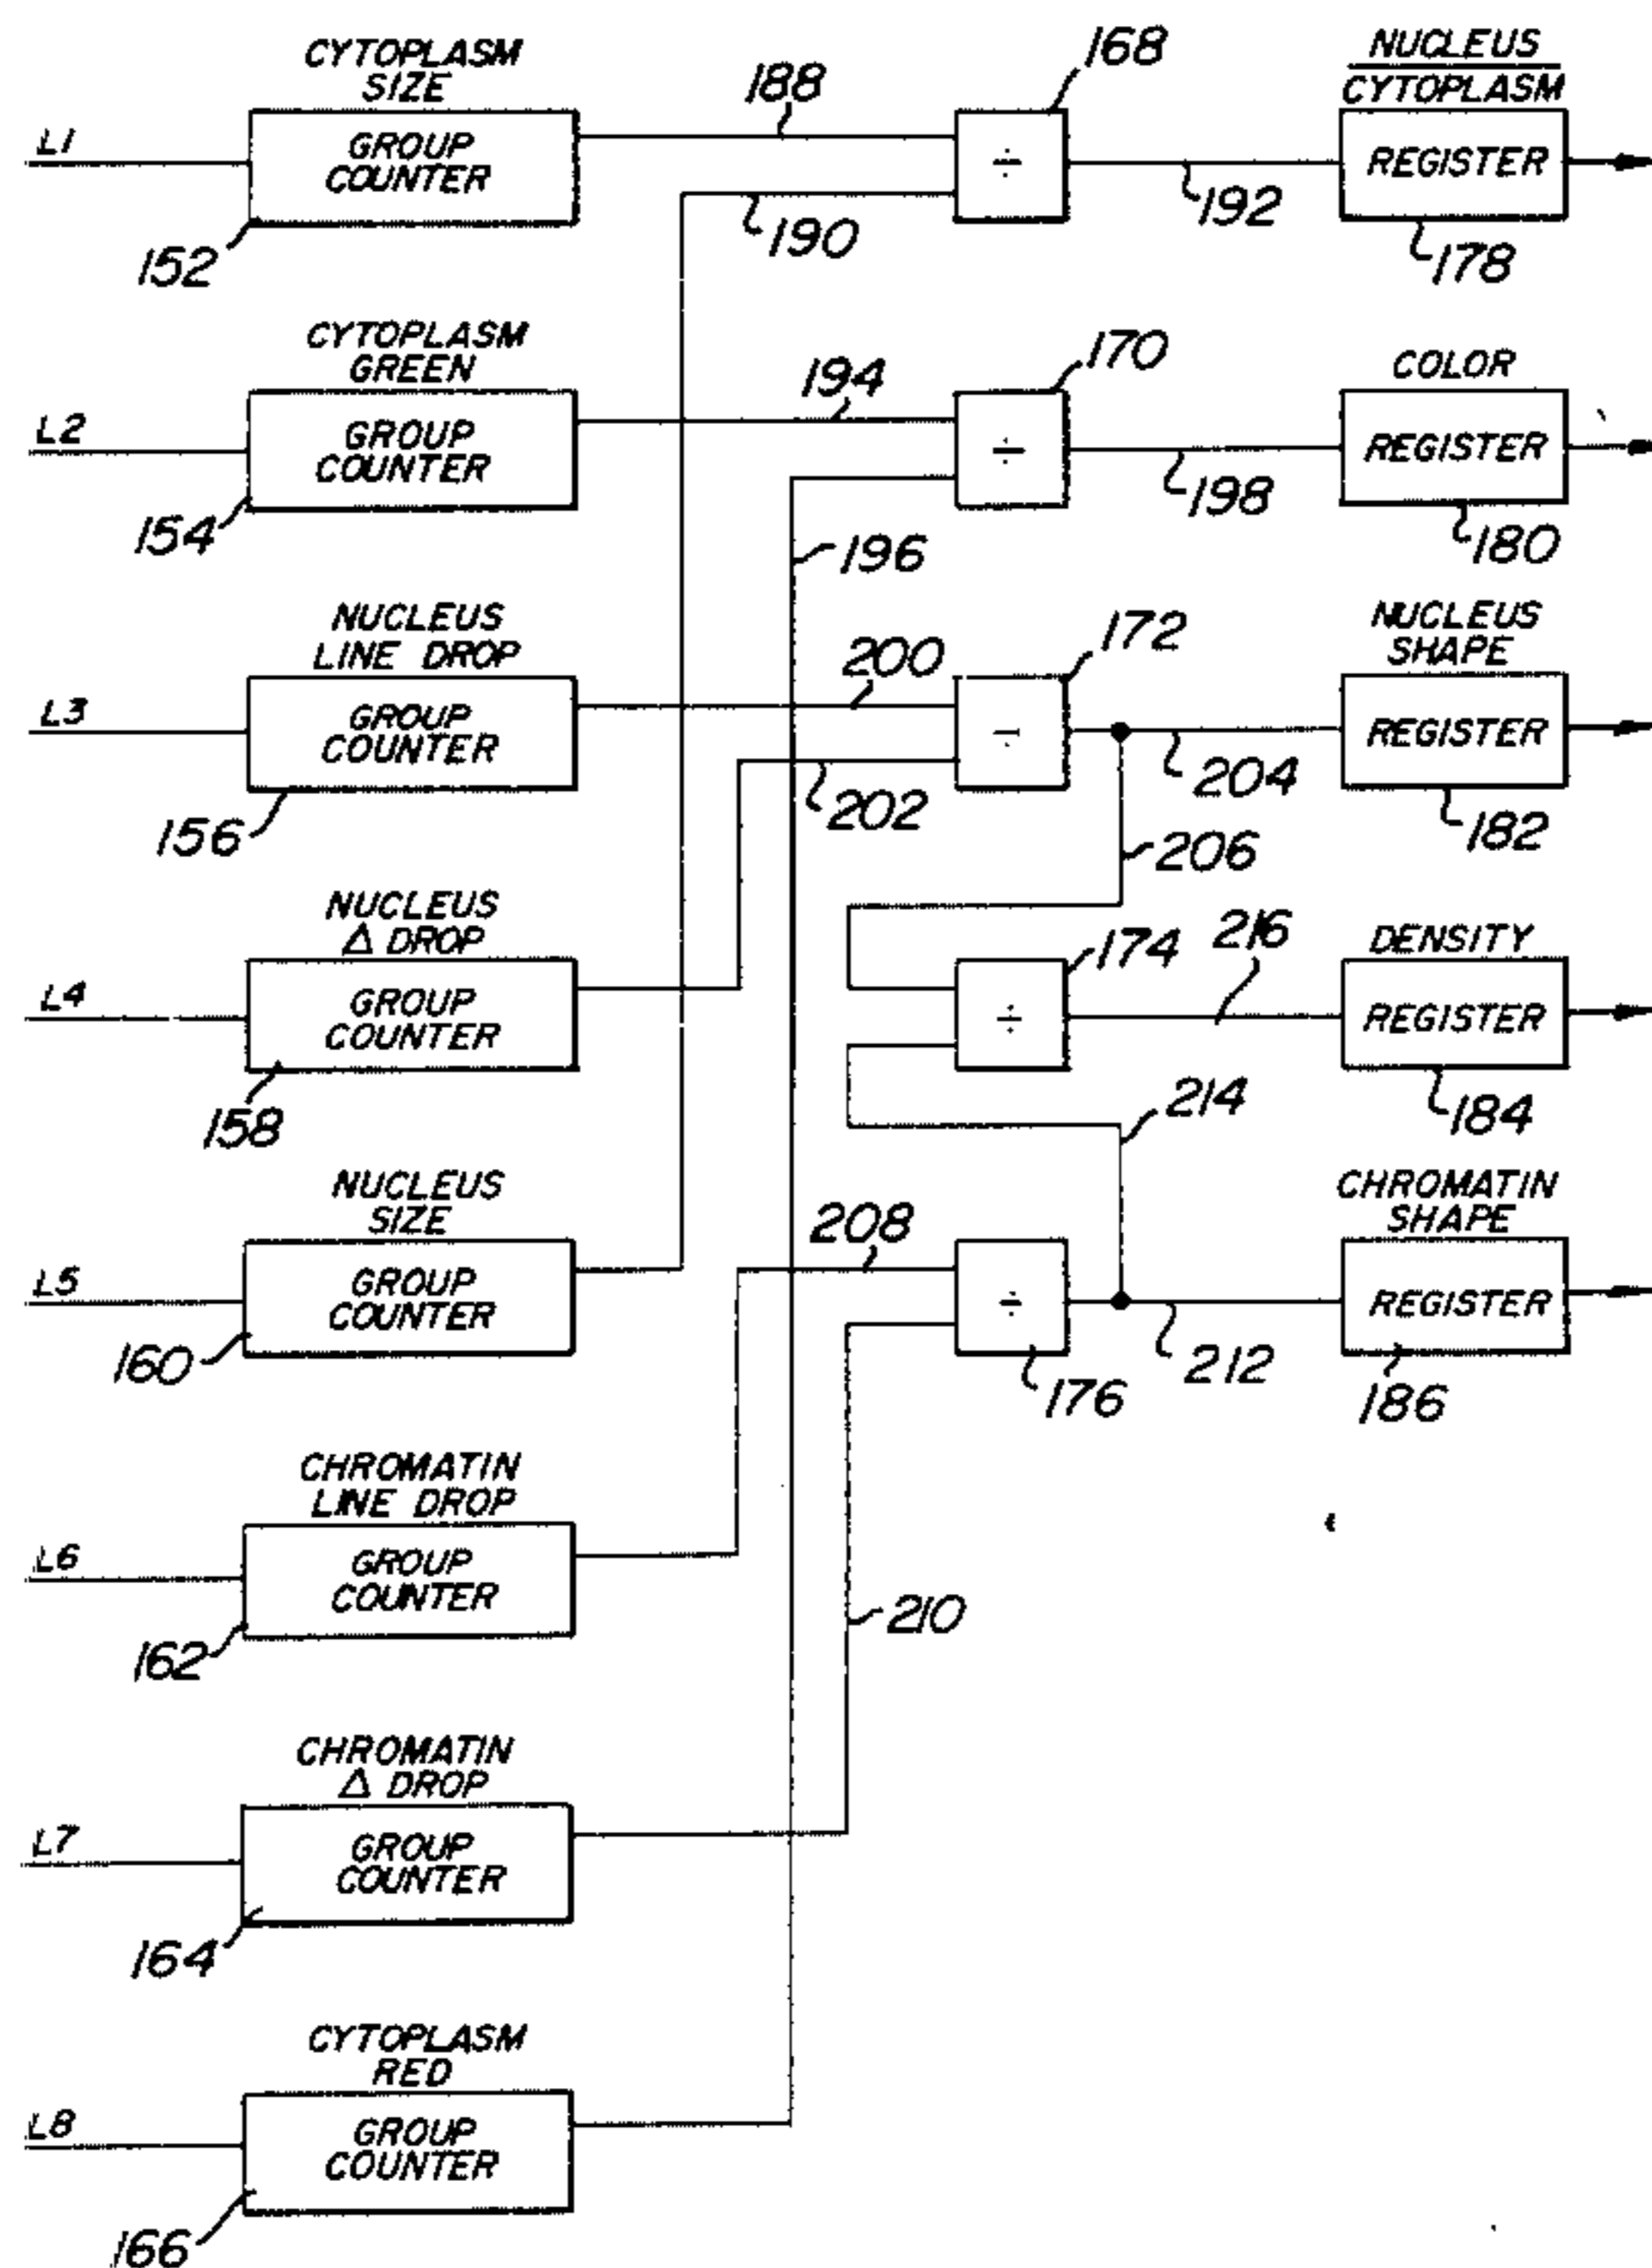 CYTOPLASM
SIZE
L1
GROUP
COUNTER
152
188
190
168
÷
192
NUCLEUS
CYTOPLASM
REGISTER
178
CYTOPLASM
GREEN
L2
GROUP
COUNTER
154
194
196
170
÷
198
COLOR
REGISTER
180
NUCLEUS
LINE DROP
L3
GROUP
COUNTER
156
200
202
172
÷
204
206
NUCLEUS
SHAPE
REGISTER
182
NUCLEUS
Δ DROP
L4
GROUP
COUNTER
158
174
÷
216
214
DENSITY
REGISTER
184
NUCLEUS
SIZE
L5
GROUP
COUNTER
160
208
210
÷
176
212
CHROMATIN
SHAPE
REGISTER
186
CHROMATIN
LINE DROP
L6
GROUP
COUNTER
162
CHROMATIN
Δ DROP
L7
GROUP
COUNTER
164
CYTOPLASM
RED
L8
GROUP
COUNTER
166